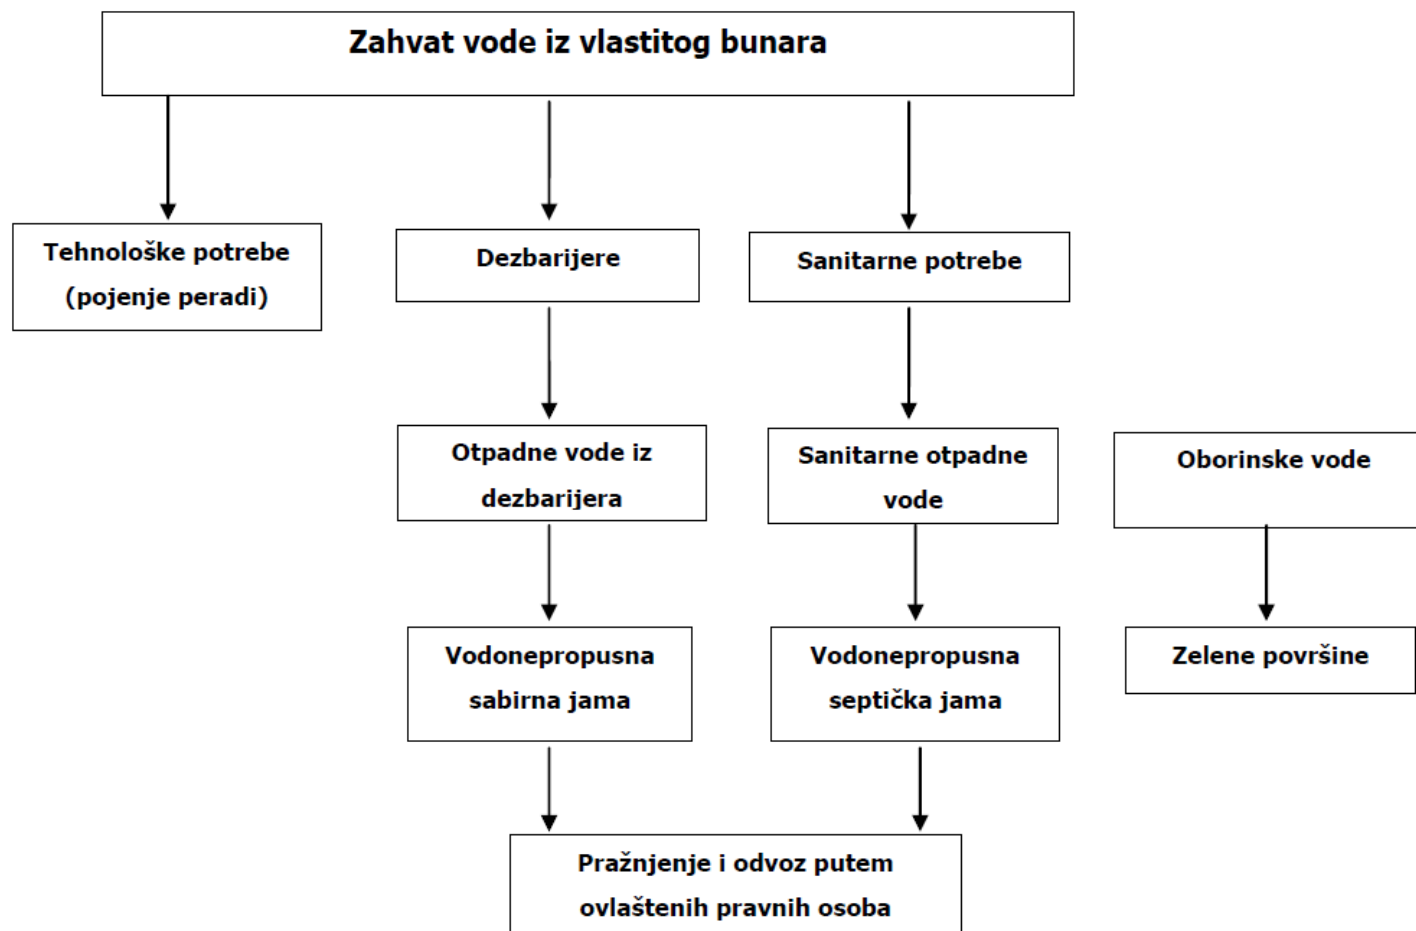 Zahvat vode iz vlastitog bunara
Tehnološke potrebe
(pojenje peradi)
Dezbarijere
Sanitarne potrebe
Otpadne vode iz
dezbarijera
Sanitarne otpadne
vode
Oborinske vode
Vodonepropusna
sabirna jama
Vodonepropusna
septička jama
Zelene površine
Pražnjenje i odvoz putem
ovlaštenih pravnih osoba